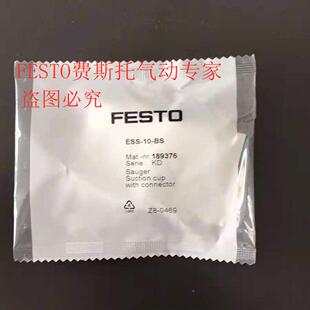 FESTO费斯托气动专家
盗图必究
FESTO
ESS-10-BS
Mat.-nr.189376
Serie KD
Sauger
Suction cup
with connector
Z8-0469